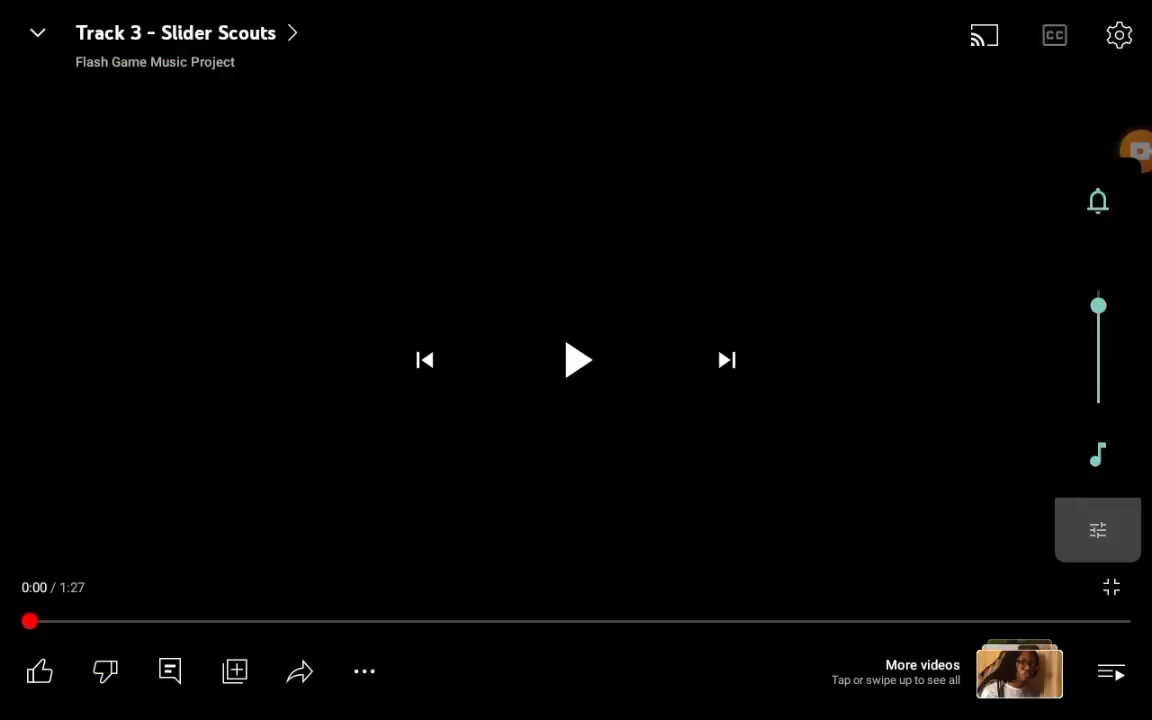 Track 3 - Slider Scouts
Flash Game Music Project
CC
0:00 / 1:27
More videos
Tap or swipe up to see all